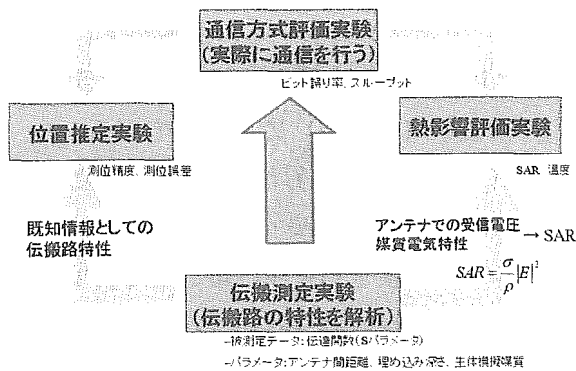 通信方式評価実験
(実際に通信を行う)
ビット誤り率、スループット
位置推定実験
測位精度、測位誤差
熱影響評価実験
SAR 温度
既知情報としての
伝搬路特性
アンテナでの受信電圧
媒質電気特性
→ SAR
SAR = σ/ρ |E|²
伝搬測定実験
(伝搬路の特性を解析)
–被測定データ:伝達関数(Sパラメータ)
–パラメータ:アンテナ間距離、埋め込み深さ、生体模擬媒質